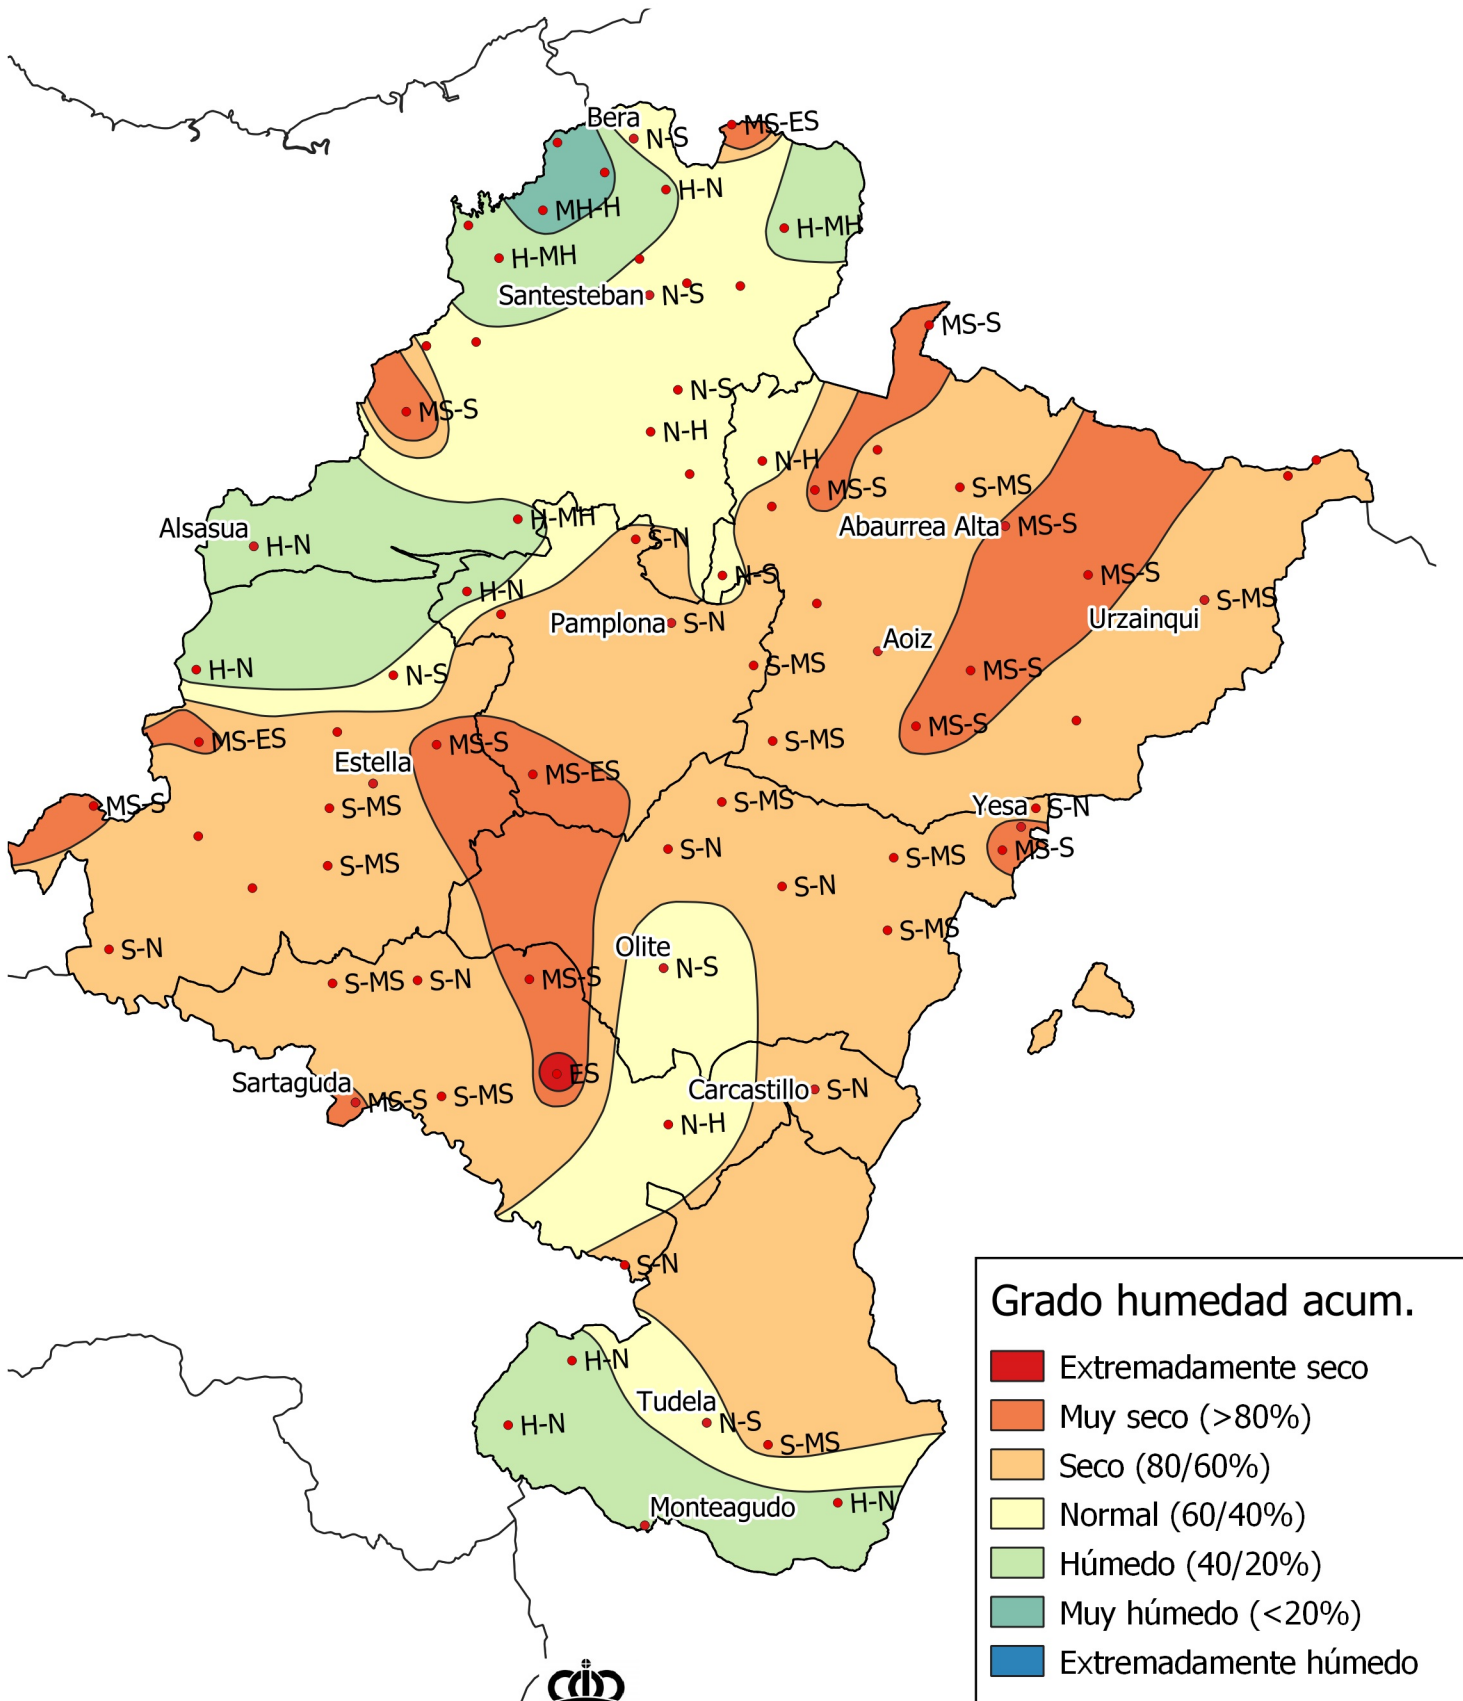 Bera
MS-ES
N-S
H-N
MH-H
H-MH
H-MH
Santesteban
N-S
MS-S
N-S
MS-S
N-H
N-H
MS-S
S-MS
H-MH
Alsasua
Abaurrea Alta
MS-S
S-N
H-N
N-S
MS-S
H-N
S-MS
Urzainqui
Pamplona
S-N
Aoiz
S-MS
H-N
N-S
MS-S
MS-S
MS-ES
MS-S
S-MS
Estella
MS-ES
MS-S
S-MS
S-MS
Yesa
S-N
S-N
MS-S
S-MS
S-MS
S-N
S-MS
Olite
S-N
N-S
S-MS
S-N
MS-S
ES
Sartaguda
MS-S
S-MS
Carcastillo
S-N
N-H
S-N
H-N
Tudela
N-S
H-N
S-MS
H-N
Monteagudo
Grado humedad acum.
Extremadamente seco
Muy seco (>80%)
Seco (80/60%)
Normal (60/40%)
Húmedo (40/20%)
Muy húmedo (<20%)
Extremadamente húmedo